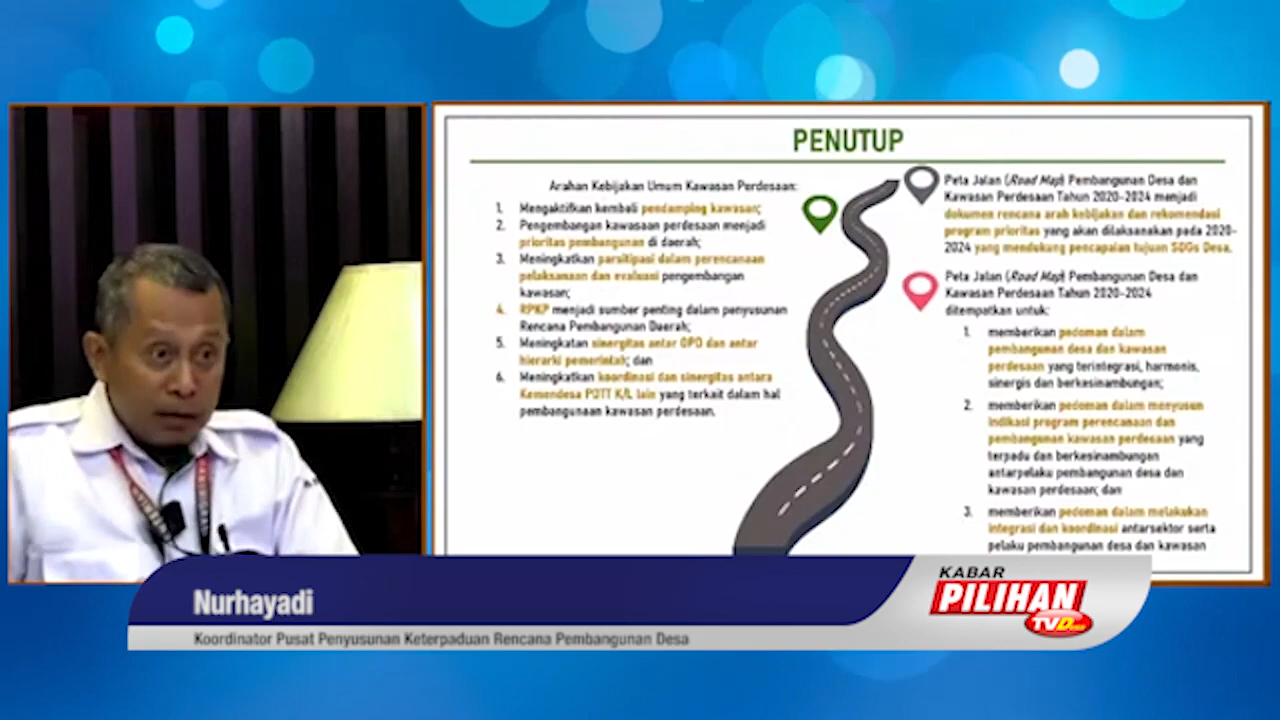 PENUTUP
Arahan Kebijakan Umum Kawasan Perdesaan:
1. Mengaktifkan kembali pendamping kawasan;
2. Pengembangan kawasaan perdesaan menjadi
prioritas pembangunan di daerah;
3. Meningkatkan parsitipasi dalam perencanaan
pelaksanaan dan evaluasi pengembangan
kawasan;
4. RPKP menjadi sumber penting dalam penyusunan
Rencana Pembangunan Daerah;
5. Meningkatan sinergitas antar OPD dan antar
hierarki pemerintah; dan
6. Meningkatkan koordinasi dan sinergitas antara
Kemendesa PDTT K/L lain yang terkait dalam hal
pembangunaan kawasan perdesaan.
Peta Jalan (Road Map) Pembangunan Desa dan
Kawasan Perdesaan Tahun 2020-2024 menjadi
dokumen rencana arah kebijakan dan rekomendasi
program prioritas yang akan dilaksanakan pada 2020-
2024 yang mendukung pencapaian tujuan SDGs Desa.
Peta Jalan (Road Map) Pembangunan Desa dan
Kawasan Perdesaan Tahun 2020-2024
ditempatkan untuk:
1. memberikan pedoman dalam
pembangunan desa dan kawasan
perdesaan yang terintegrasi, harmonis,
sinergis dan berkesinambungan;
2. memberikan pedoman dalam menyusun
indikasi program perencanaan dan
pembangunan kawasan perdesaan yang
terpadu dan berkesinambungan
antarpelaku pembangunan desa dan
kawasan perdesaan; dan
3. memberikan pedoman dalam melakukan
integrasi dan koordinasi antarsektor serta
pelaku pembangunan desa dan kawasan
Nurhayadi
Koordinator Pusat Penyusunan Keterpaduan Rencana Pembangunan Desa
KABAR
PILIHAN
TVDesa